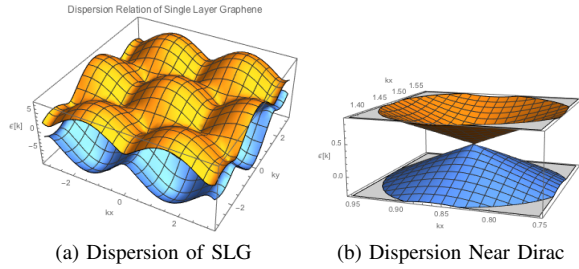 Dispersion Relation of Single Layer Graphene
5
0
-5
ε[k]
-2
0
2
kx
-2
0
2
ky
kx
1.40
1.45
1.50
1.55
0.5
0.0
ε[k]
0.95
0.90
0.85
0.80
0.75
kx
(a) Dispersion of SLG
(b) Dispersion Near Dirac